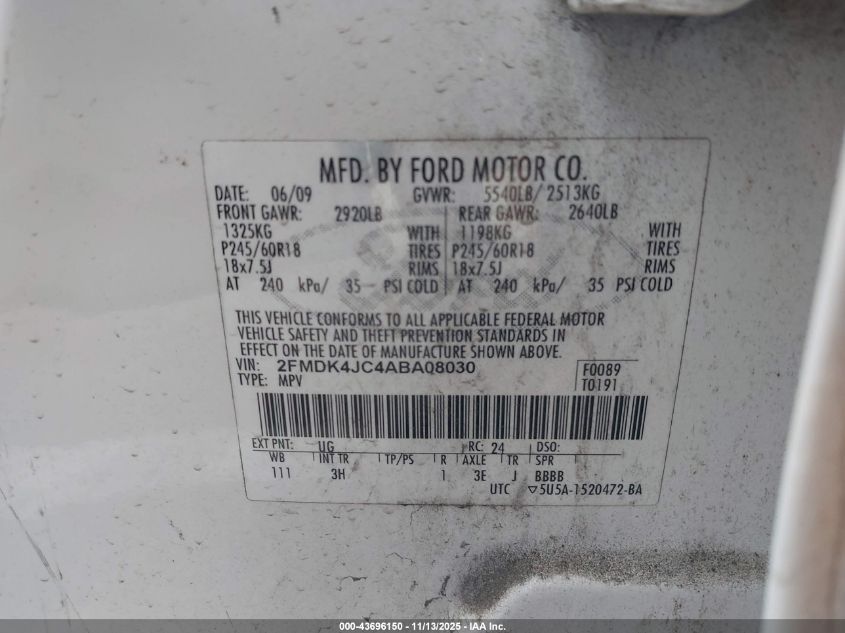 MFD. BY FORD MOTOR CO.
DATE: 06/09 GVWR: 5540LB/ 2513KG
FRONT GAWR: 2920LB REAR GAWR: 2640LB
1325KG WITH 1198KG WITH
P245/60R18 TIRES P245/60R18 TIRES
18x7.5J RIMS 18x7.5J RIMS
AT 240 kPa/ 35 PSI COLD AT 240 kPa/ 35 PSI COLD
THIS VEHICLE CONFORMS TO ALL APPLICABLE FEDERAL MOTOR
VEHICLE SAFETY AND THEFT PREVENTION STANDARDS IN
EFFECT ON THE DATE OF MANUFACTURE SHOWN ABOVE.
VIN: 2FMDK4JC4ABA08030 F0089
TYPE: MPV T0191
EXT PNT: UG RC: 24 DSO:
WB INT TR TP/PS R AXLE TR SPR
111 3H 1 3E J BBBB
UTC ▽5U5A-1520472-BA
000-43696150 - 11/13/2025 - IAA Inc.